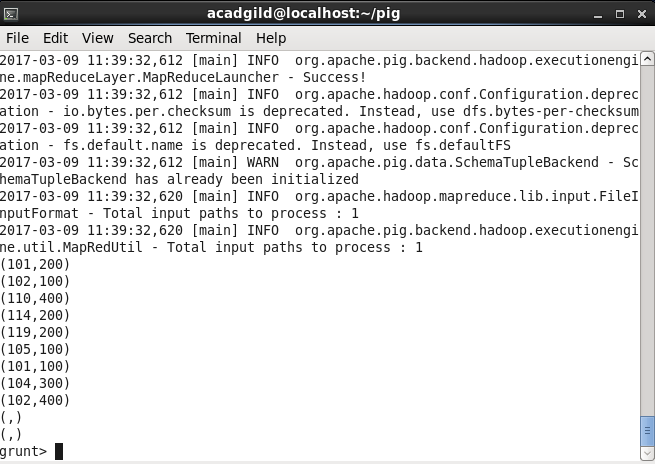 acadgild@localhost:~/pig
File Edit View Search Terminal Help
2017-03-09 11:39:32,612 [main] INFO  org.apache.pig.backend.hadoop.executionengi
ne.mapReduceLayer.MapReduceLauncher - Success!
2017-03-09 11:39:32,612 [main] INFO  org.apache.hadoop.conf.Configuration.deprec
ation - io.bytes.per.checksum is deprecated. Instead, use dfs.bytes-per-checksum
2017-03-09 11:39:32,612 [main] INFO  org.apache.hadoop.conf.Configuration.deprec
ation - fs.default.name is deprecated. Instead, use fs.defaultFS
2017-03-09 11:39:32,612 [main] WARN  org.apache.pig.data.SchemaTupleBackend - Sc
hemaTupleBackend has already been initialized
2017-03-09 11:39:32,620 [main] INFO  org.apache.hadoop.mapreduce.lib.input.FileI
nputFormat - Total input paths to process : 1
2017-03-09 11:39:32,620 [main] INFO  org.apache.pig.backend.hadoop.executionengi
ne.util.MapRedUtil - Total input paths to process : 1
(101,200)
(102,100)
(110,400)
(114,200)
(119,200)
(105,100)
(101,100)
(104,300)
(102,400)
(,)
(,)
grunt>